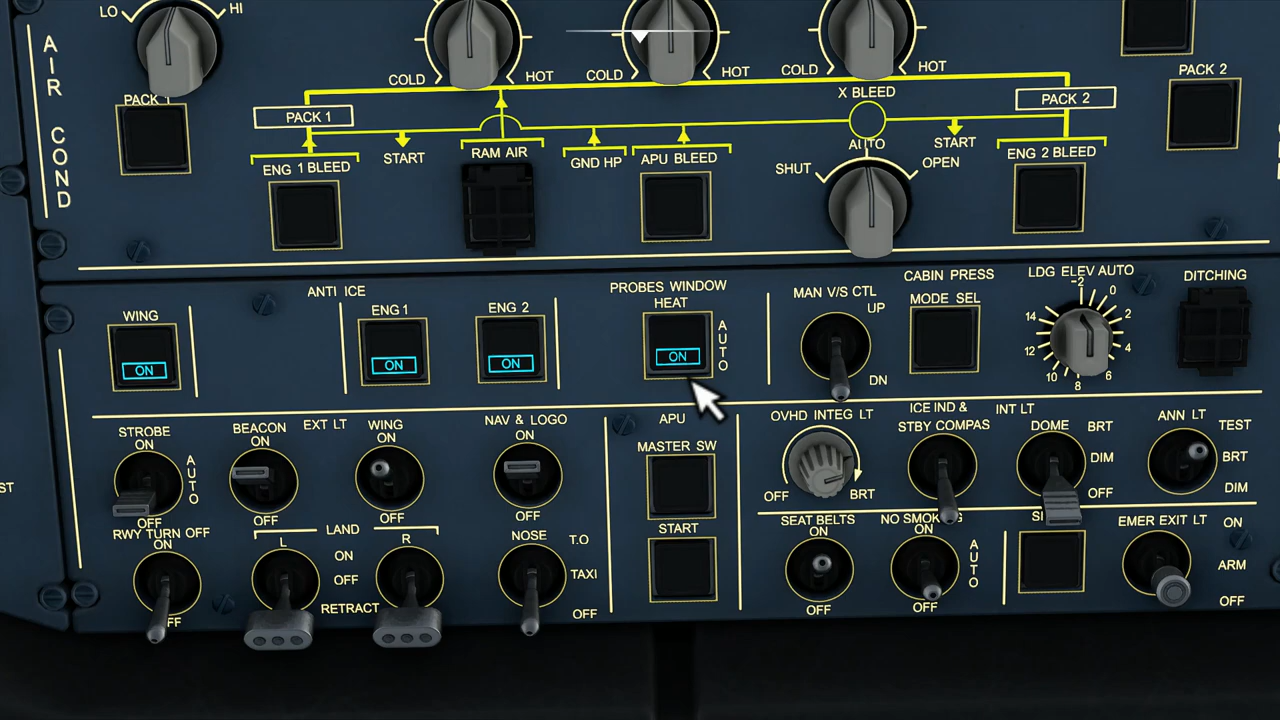 LO
HI
AIR COND
COLD
HOT
COLD
HOT
COLD
HOT
PACK 1
PACK 1
PACK 2
PACK 2
X BLEED
AUTO
SHUT
OPEN
START
START
RAM AIR
GND HP
APU BLEED
ENG 1 BLEED
ENG 2 BLEED
ANTI ICE
WING
ON
ENG 1
ON
ENG 2
ON
PROBES WINDOW
HEAT
ON
AUTO
MAN V/S CTL
UP
DN
CABIN PRESS
MODE SEL
LDG ELEV AUTO
-2
0
2
4
6
8
10
12
14
DITCHING
EXT LT
STROBE
ON
AUTO
OFF
BEACON
ON
OFF
WING
ON
OFF
NAV & LOGO
ON
OFF
APU
MASTER SW
START
OVHD INTEG LT
OFF
BRT
ICE IND &
STBY COMPAS
INT LT
DOME
BRT
DIM
OFF
ANN LT
TEST
BRT
DIM
ST
RWY TURN OFF
ON
LAND
L
R
ON
OFF
RETRACT
NOSE
T.O
TAXI
OFF
SEAT BELTS
ON
OFF
ON
AUTO
OFF
EMER EXIT LT
ON
ARM
OFF